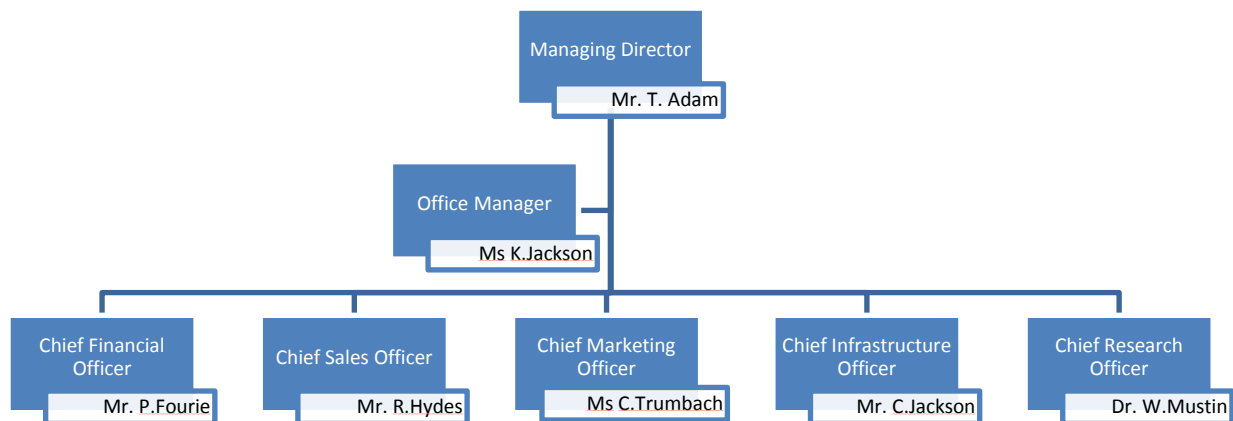 Managing Director
Mr. T. Adam
Office Manager
Ms K.Jackson
Chief Financial
Officer
Mr. P.Fourie
Chief Sales Officer
Mr. R.Hydes
Chief Marketing
Officer
Ms C.Trumbach
Chief Infrastructure
Officer
Mr. C.Jackson
Chief Research
Officer
Dr. W.Mustin